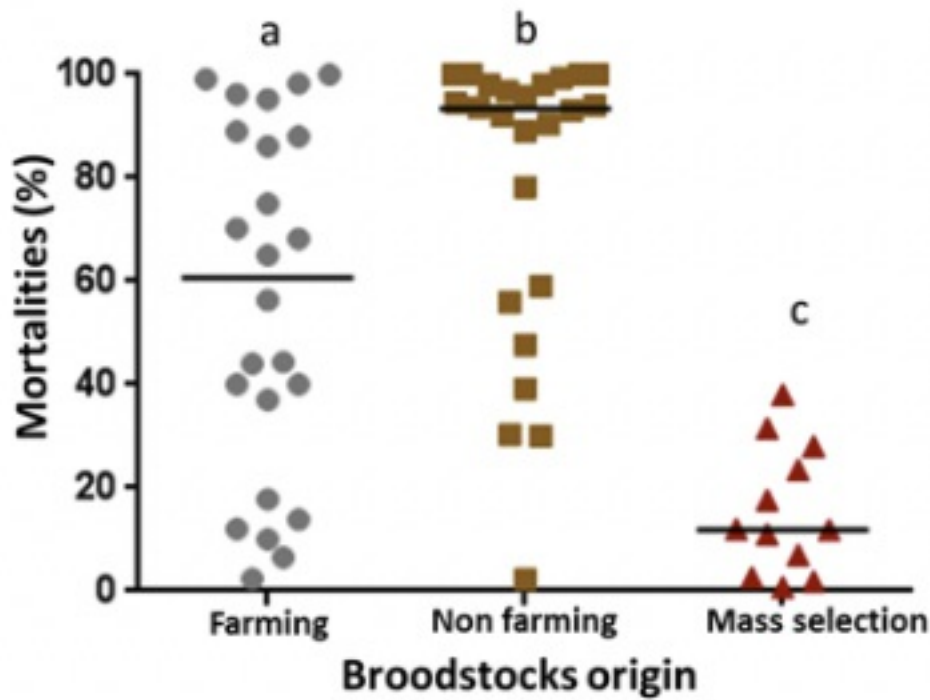 a
b
c
Mortalities (%)
100
80
60
40
20
0
Farming
Non farming
Mass selection
Broodstocks origin